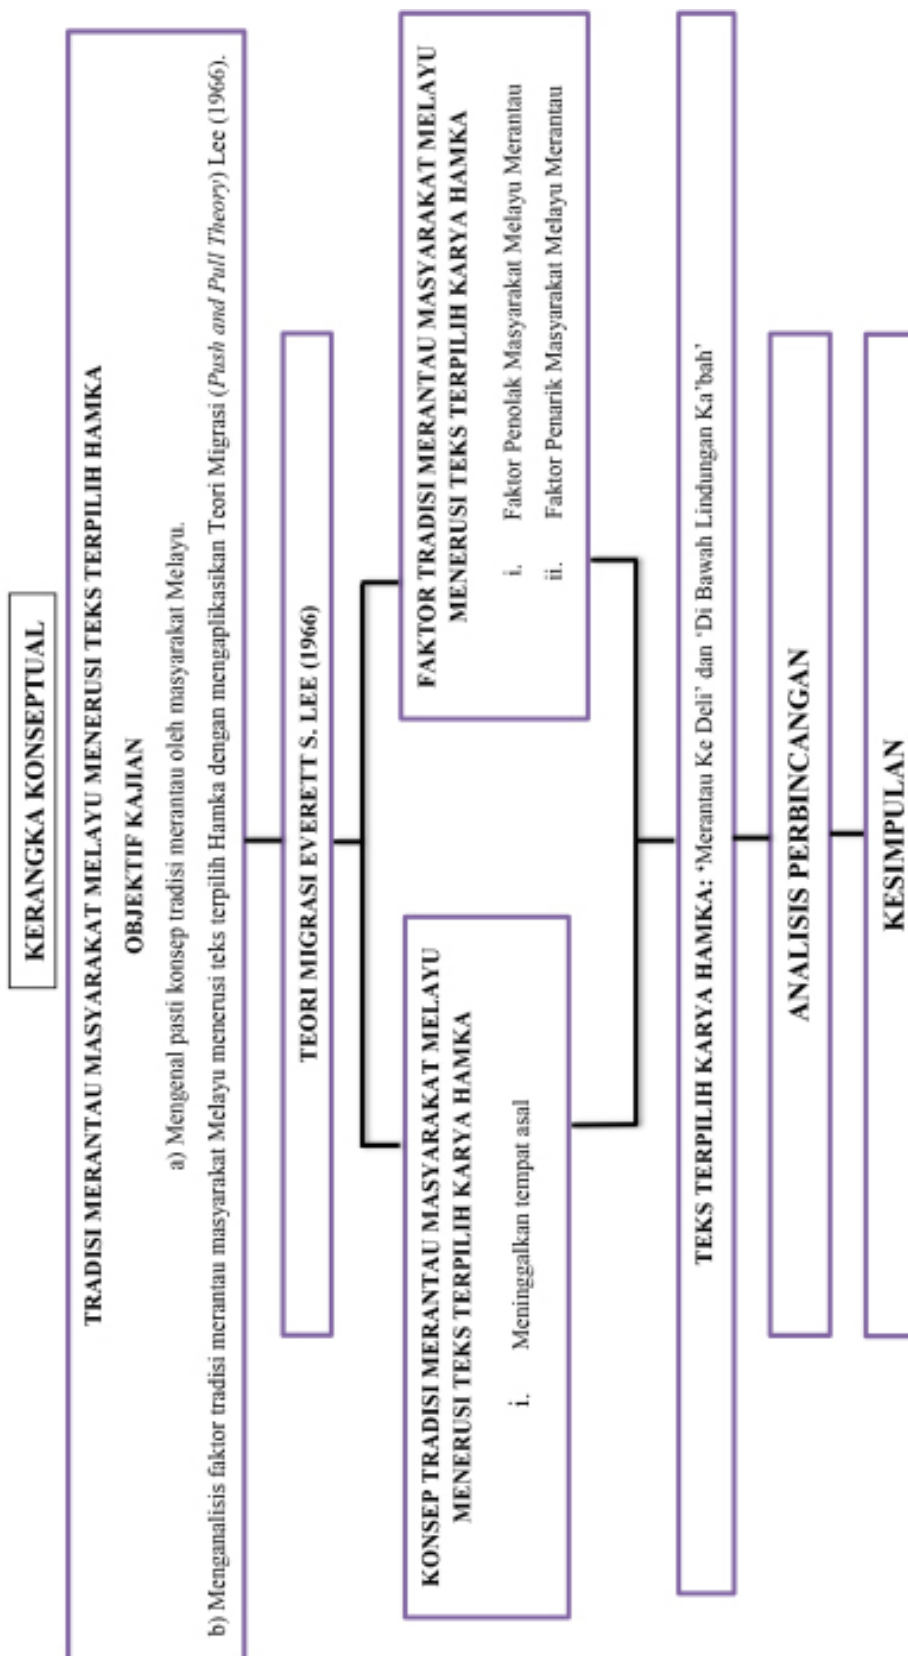 KERANGKA KONSEPTUAL
TRADISI MERANTAU MASYARAKAT MELAYU MENERUSI TEKS TERPILIH HAMKA
OBJEKTIF KAJIAN
a) Mengenal pasti konsep tradisi merantau oleh masyarakat Melayu.
b) Menganalisis faktor tradisi merantau masyarakat Melayu menerusi teks terpilih Hamka dengan mengaplikasikan Teori Migrasi (Push and Pull Theory) Lee (1966).
TEORI MIGRASI EVERETT S. LEE (1966)
KONSEP TRADISI MERANTAU MASYARAKAT MELAYU
MENERUSI TEKS TERPILIH KARYA HAMKA
i. Meninggalkan tempat asal
FAKTOR TRADISI MERANTAU MASYARAKAT MELAYU
MENERUSI TEKS TERPILIH KARYA HAMKA
i. Faktor Penolak Masyarakat Melayu Merantau
ii. Faktor Penarik Masyarakat Melayu Merantau
TEKS TERPILIH KARYA HAMKA: 'Merantau Ke Deli' dan 'Di Bawah Lindungan Ka'bah'
ANALISIS PERBINCANGAN
KESIMPULAN